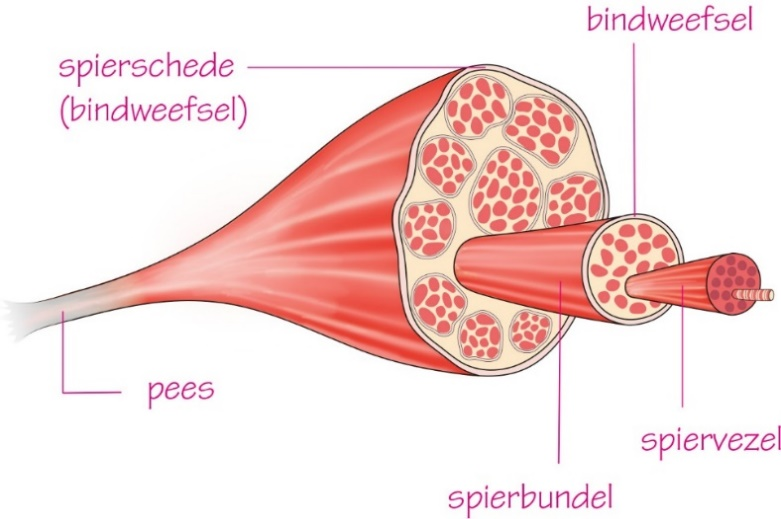 bindweefsel
spierschede
(bindweefsel)
pees
spiervezel
spierbundel